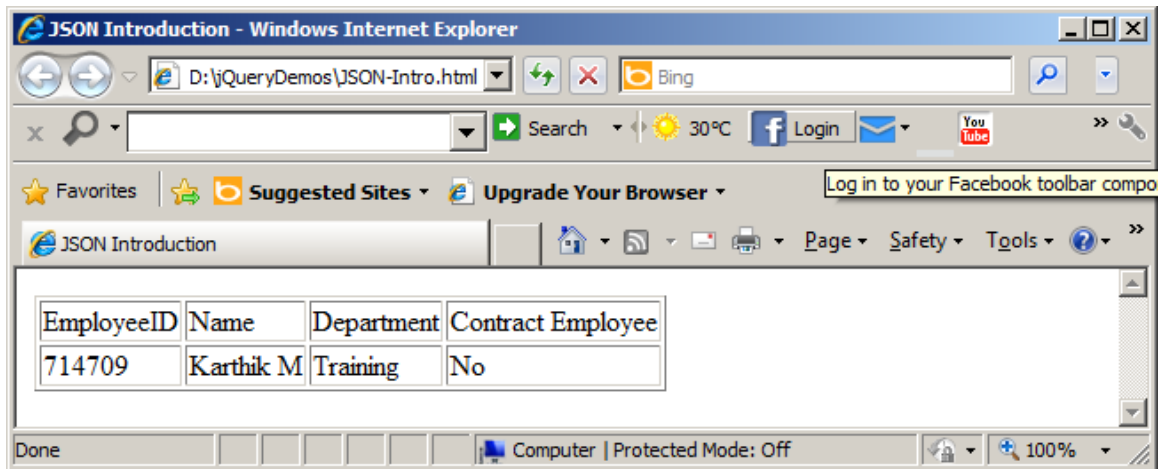 JSON Introduction - Windows Internet Explorer
D:\jQueryDemos\JSON-Intro.html Bing
Search 30°C f Login You Tube »
Favorites Suggested Sites Upgrade Your Browser Log in to your Facebook toolbar compo
JSON Introduction Page Safety Tools »
EmployeeID Name Department Contract Employee
714709 Karthik M Training No
Done Computer | Protected Mode: Off 100%